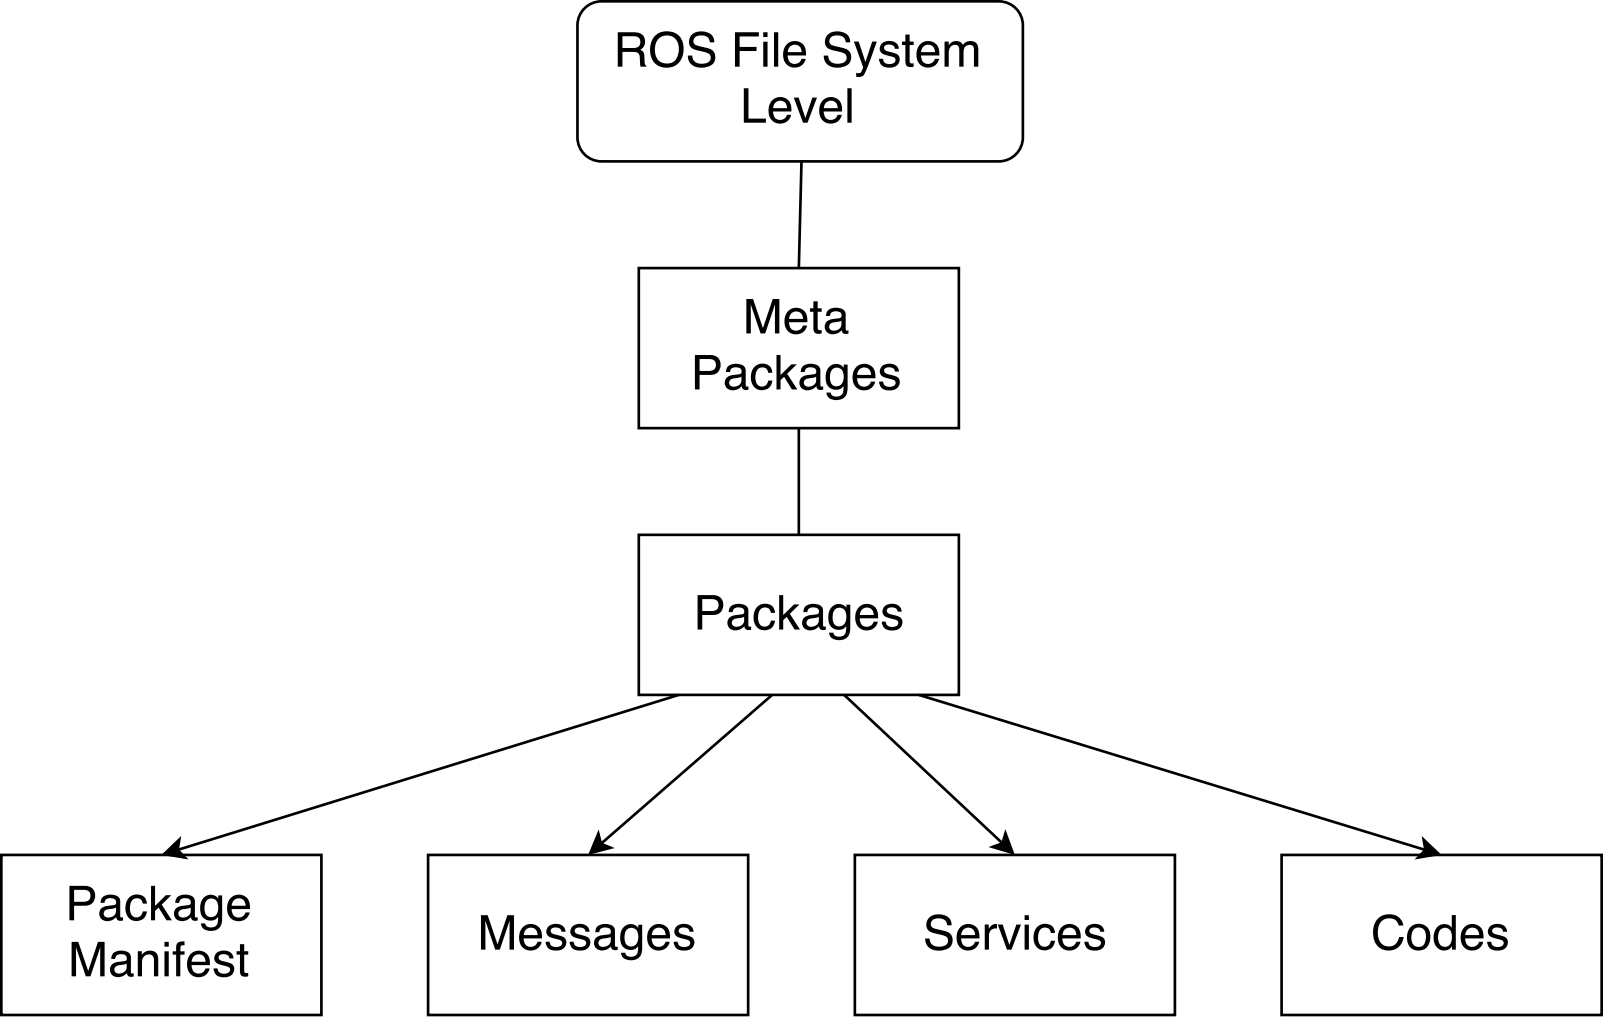 ROS File System
Level
Meta
Packages
Packages
Package
Manifest
Messages
Services
Codes